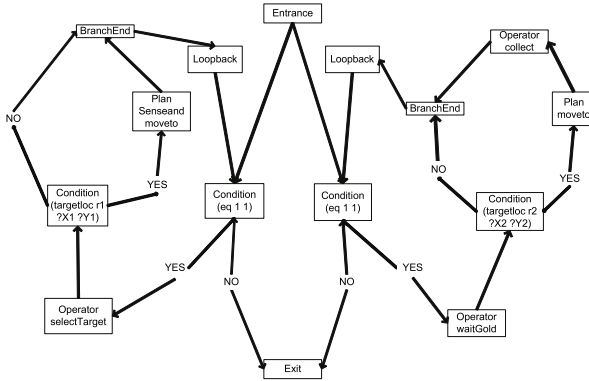 Entrance
BranchEnd
Operator
collect
Loopback
Loopback
Plan
Senseand
moveto
Plan
moveto
BranchEnd
NO
NO
YES
YES
Condition
(targetloc r1
?X1 ?Y1)
Condition
(eq 1 1)
Condition
(eq 1 1)
Condition
(targetloc r2
?X2 ?Y2)
YES
NO
NO
YES
Operator
selectTarget
Operator
waitGold
Exit